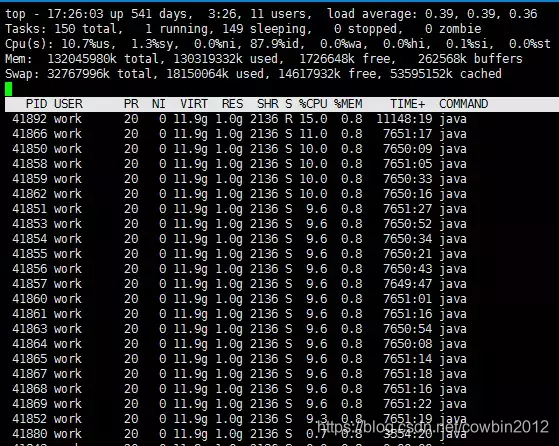 top - 17:26:03 up 541 days,  3:26, 11 users,  load average: 0.39, 0.39, 0.36
Tasks: 150 total,   1 running, 149 sleeping,   0 stopped,   0 zombie
Cpu(s): 10.7%us,  1.3%sy,  0.0%ni, 87.9%id,  0.0%wa,  0.0%hi,  0.1%si,  0.0%st
Mem:  132045980k total, 130319332k used,  1726648k free,   262568k buffers
Swap: 32767996k total, 18150064k used, 14617932k free, 53595152k cached
PID USER PR NI VIRT RES SHR S %CPU %MEM TIME+ COMMAND
41892 work 20 0 11.9g 1.0g 2136 R 15.0 0.8 11148:19 java
41866 work 20 0 11.9g 1.0g 2136 S 11.0 0.8 7651:17 java
41850 work 20 0 11.9g 1.0g 2136 S 10.0 0.8 7650:09 java
41858 work 20 0 11.9g 1.0g 2136 S 10.0 0.8 7651:05 java
41859 work 20 0 11.9g 1.0g 2136 S 10.0 0.8 7650:33 java
41862 work 20 0 11.9g 1.0g 2136 S 10.0 0.8 7650:16 java
41851 work 20 0 11.9g 1.0g 2136 S 9.6 0.8 7651:27 java
41853 work 20 0 11.9g 1.0g 2136 S 9.6 0.8 7650:52 java
41854 work 20 0 11.9g 1.0g 2136 S 9.6 0.8 7650:34 java
41855 work 20 0 11.9g 1.0g 2136 S 9.6 0.8 7650:21 java
41856 work 20 0 11.9g 1.0g 2136 S 9.6 0.8 7650:43 java
41857 work 20 0 11.9g 1.0g 2136 S 9.6 0.8 7649:47 java
41860 work 20 0 11.9g 1.0g 2136 S 9.6 0.8 7651:01 java
41861 work 20 0 11.9g 1.0g 2136 S 9.6 0.8 7651:16 java
41863 work 20 0 11.9g 1.0g 2136 S 9.6 0.8 7650:54 java
41864 work 20 0 11.9g 1.0g 2136 S 9.6 0.8 7650:08 java
41865 work 20 0 11.9g 1.0g 2136 S 9.6 0.8 7651:14 java
41867 work 20 0 11.9g 1.0g 2136 S 9.6 0.8 7651:18 java
41868 work 20 0 11.9g 1.0g 2136 S 9.6 0.8 7651:16 java
41869 work 20 0 11.9g 1.0g 2136 S 9.6 0.8 7651:22 java
41852 work 20 0 11.9g 1.0g 2136 S 9.3 0.8 7651:19 java
41880 work 20 0 11.9g 1.0g 2136 S 0.8 java
https://blog.csdn.net/cowbin2012